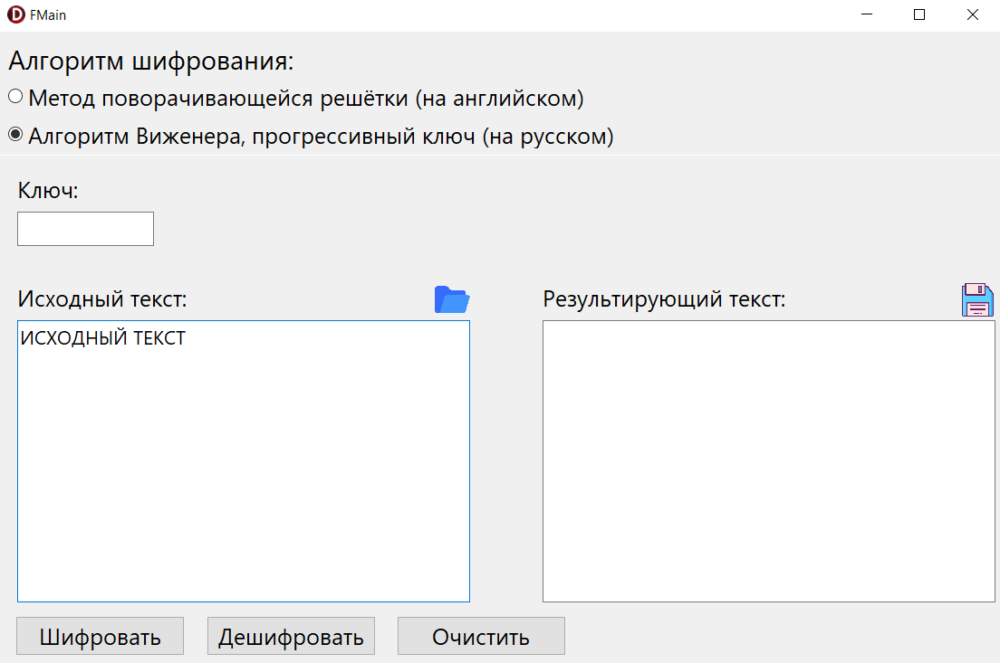 FMain
Алгоритм шифрования:
Метод поворачивающейся решётки (на английском)
Алгоритм Виженера, прогрессивный ключ (на русском)
Ключ:
Исходный текст:
Результирующий текст:
ИСХОДНЫЙ ТЕКСТ
Шифровать
Дешифровать
Очистить